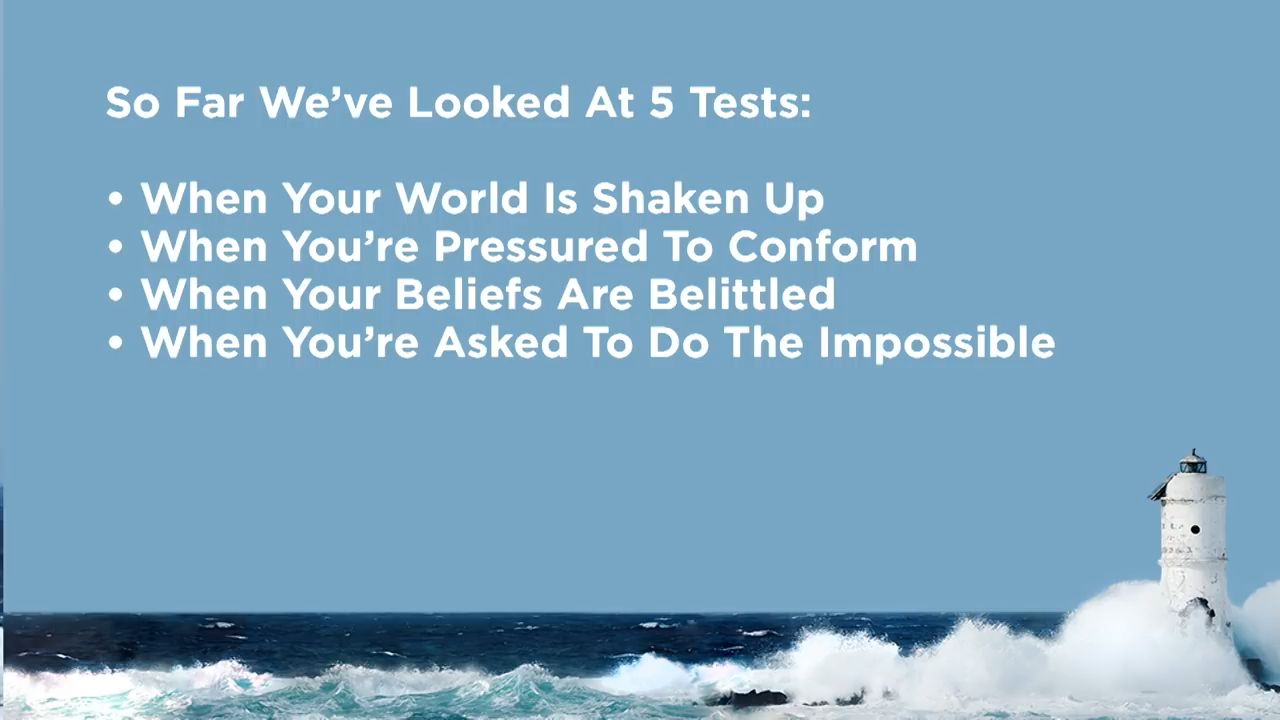 So Far We’ve Looked At 5 Tests:
• When Your World Is Shaken Up
• When You’re Pressured To Conform
• When Your Beliefs Are Belittled
• When You’re Asked To Do The Impossible